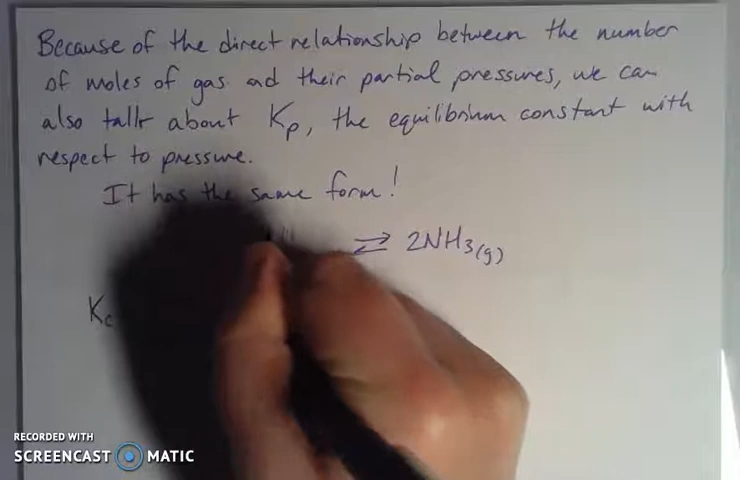 Because of the direct relationship between the number
of moles of gas and their partial pressures, we can
also talk about Kp, the equilibrium constant with
respect to pressure.
It has the same form!
⇌ 2NH3(g)
Kc
RECORDED WITH
SCREENCAST MATIC